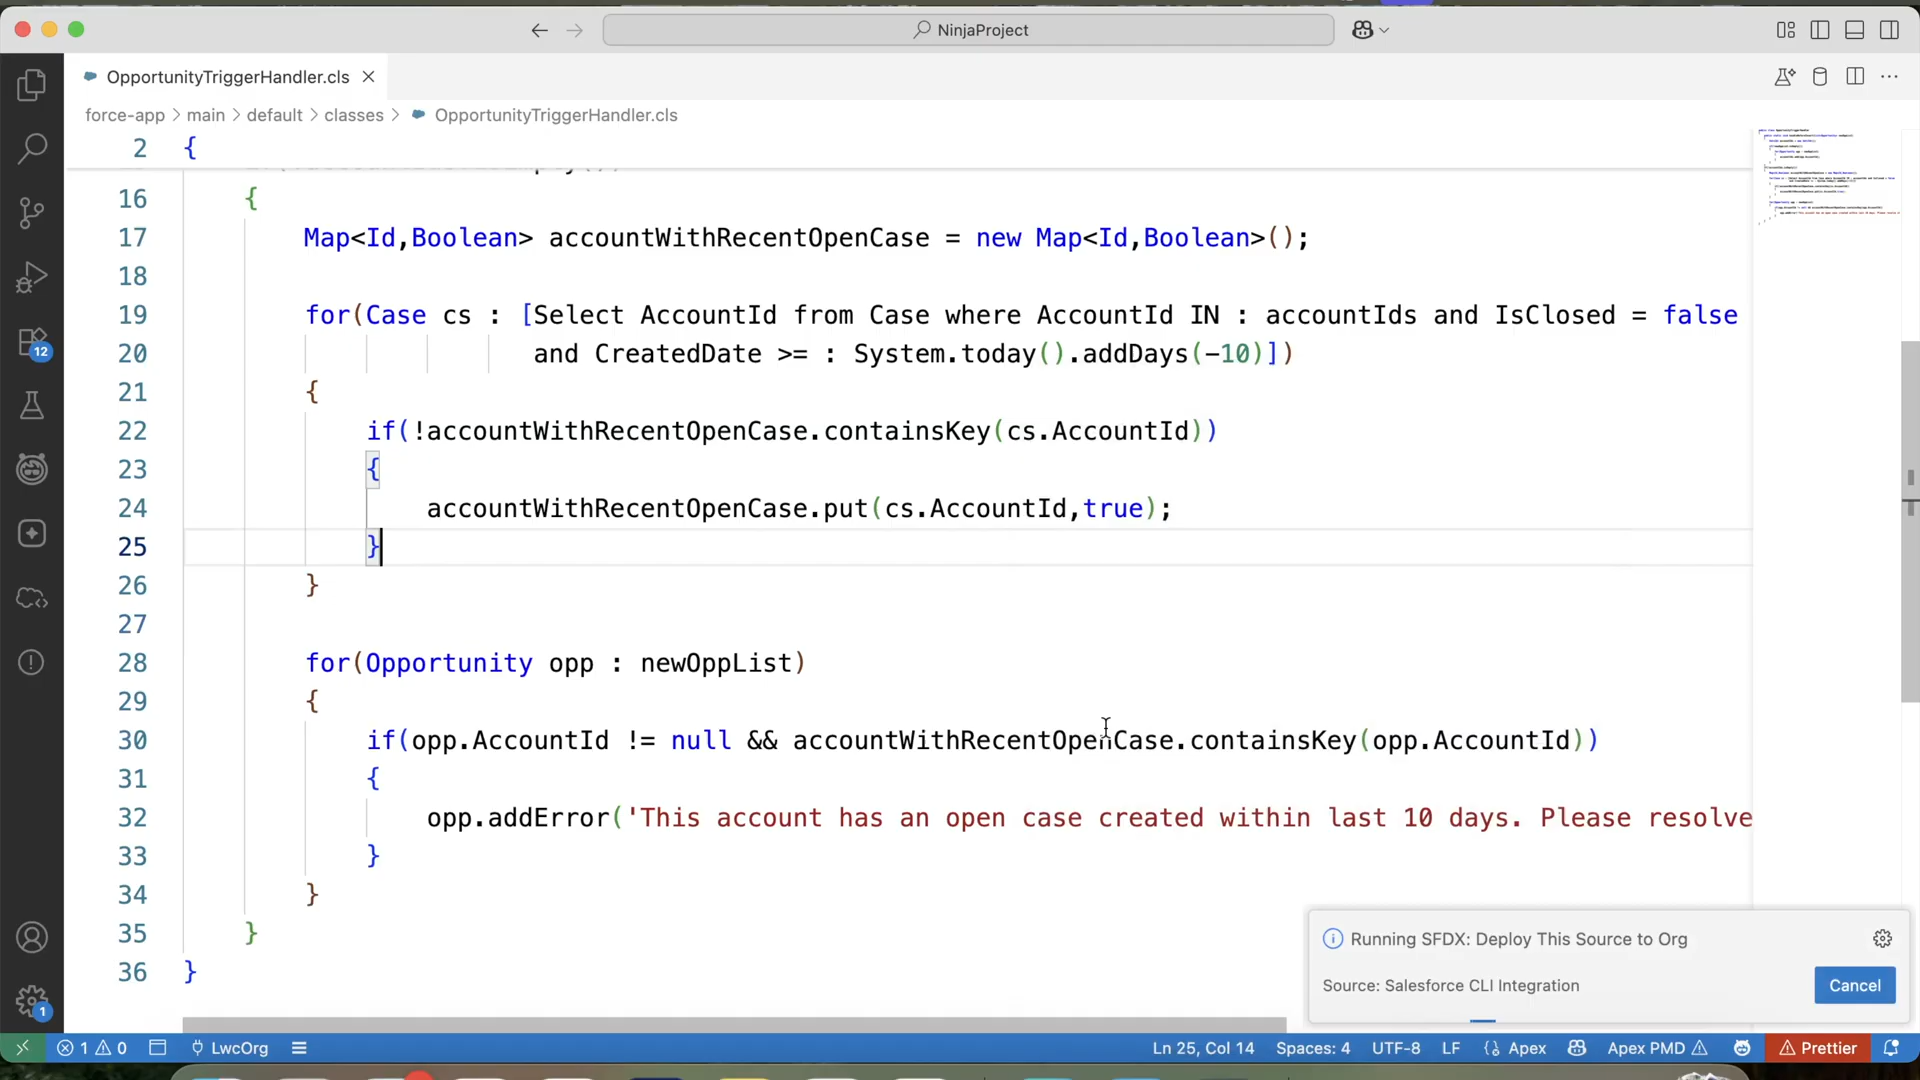 NinjaProject
OpportunityTriggerHandler.cls
force-app > main > default > classes > OpportunityTriggerHandler.cls
2 {
16 {
17 Map<Id,Boolean> accountWithRecentOpenCase = new Map<Id,Boolean>();
18
19 for(Case cs : [Select AccountId from Case where AccountId IN : accountIds and IsClosed = false
20 and CreatedDate >= : System.today().addDays(-10)])
21 {
22 if(!accountWithRecentOpenCase.containsKey(cs.AccountId))
23 {
24 accountWithRecentOpenCase.put(cs.AccountId,true);
25 }
26 }
27
28 for(Opportunity opp : newOppList)
29 {
30 if(opp.AccountId != null && accountWithRecentOpenCase.containsKey(opp.AccountId))
31 {
32 opp.addError('This account has an open case created within last 10 days. Please resolve
33 }
34 }
35 }
36 }
12
1
Running SFDX: Deploy This Source to Org
Source: Salesforce CLI Integration
Cancel
1 0 LwcOrg Ln 25, Col 14 Spaces: 4 UTF-8 LF {} Apex Apex PMD Prettier